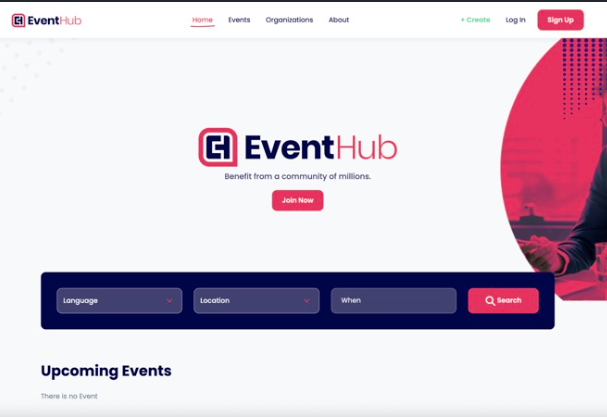 EventHub
Home Events Organizations About
+ Create Log In Sign Up
EventHub
Benefit from a community of millions.
Join Now
Language Location When Search
Upcoming Events
There is no Event